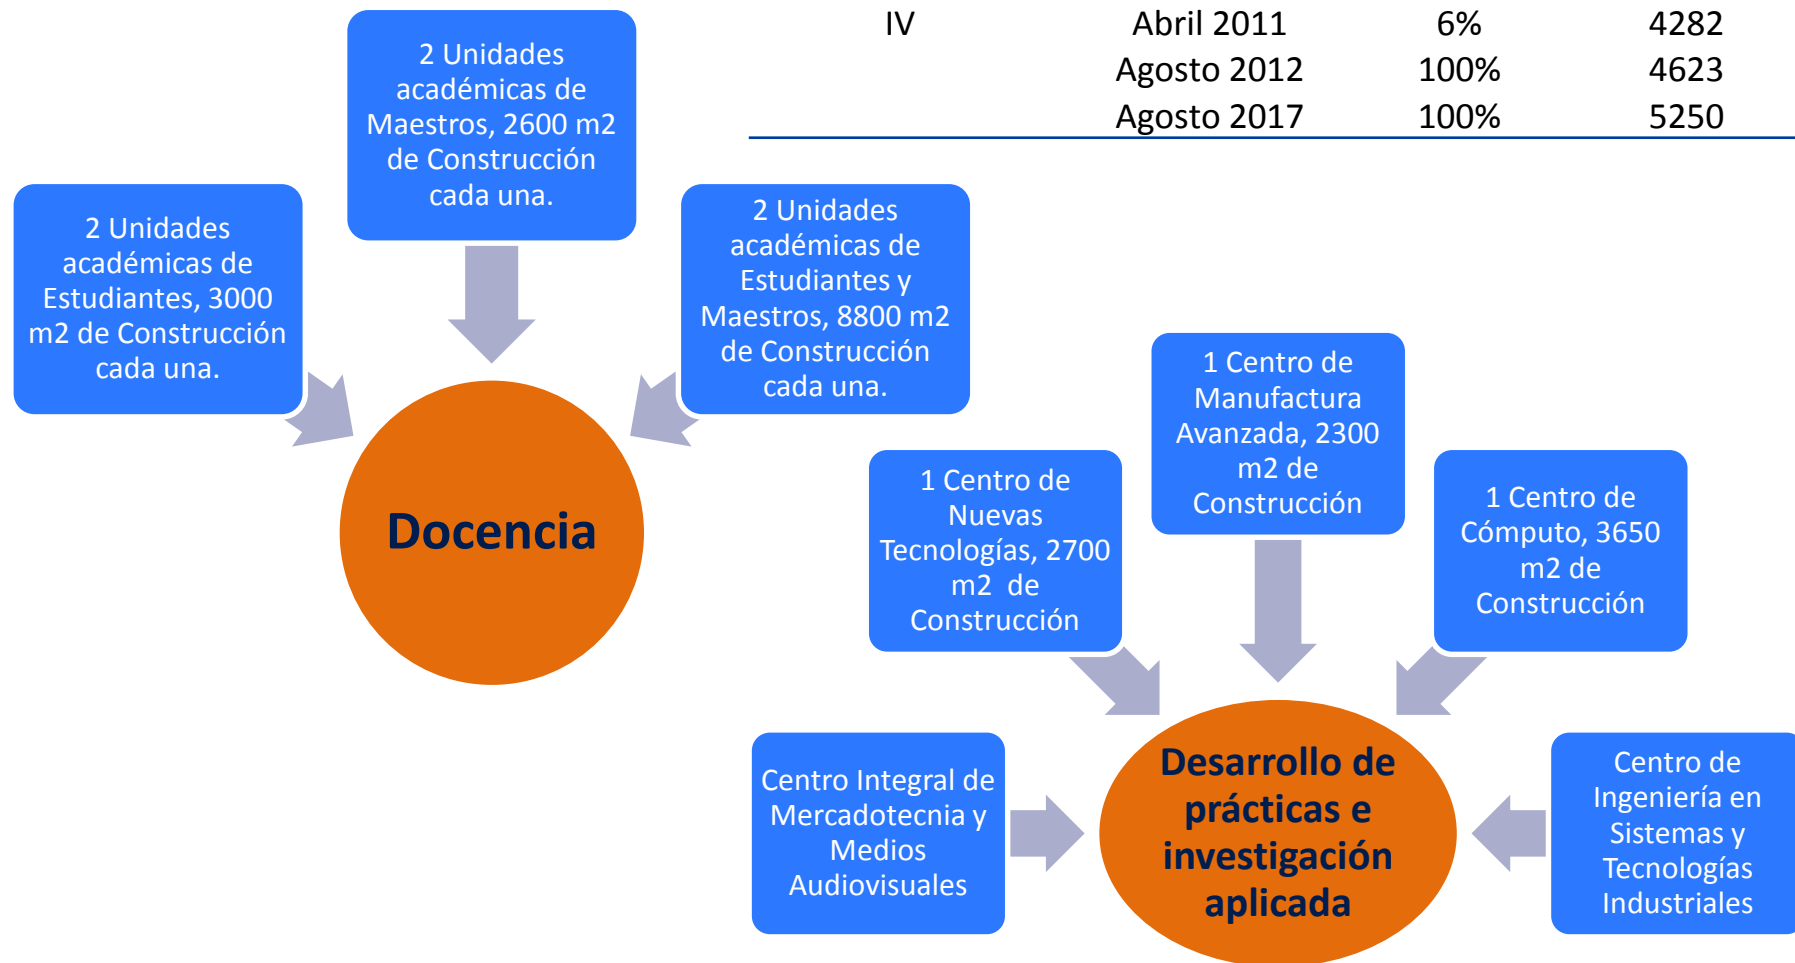 IV Abril 2011 6% 4282
Agosto 2012 100% 4623
Agosto 2017 100% 5250
2 Unidades
académicas de
Maestros, 2600 m2
de Construcción
cada una.
2 Unidades
académicas de
Estudiantes, 3000
m2 de Construcción
cada una.
2 Unidades
académicas de
Estudiantes y
Maestros, 8800 m2
de Construcción
cada una.
Docencia
1 Centro de
Manufactura
Avanzada, 2300
m2 de
Construcción
1 Centro de
Nuevas
Tecnologías, 2700
m2 de
Construcción
1 Centro de
Cómputo, 3650
m2 de
Construcción
Centro Integral de
Mercadotecnia y
Medios
Audiovisuales
Desarrollo de
prácticas e
investigación
aplicada
Centro de
Ingeniería en
Sistemas y
Tecnologías
Industriales